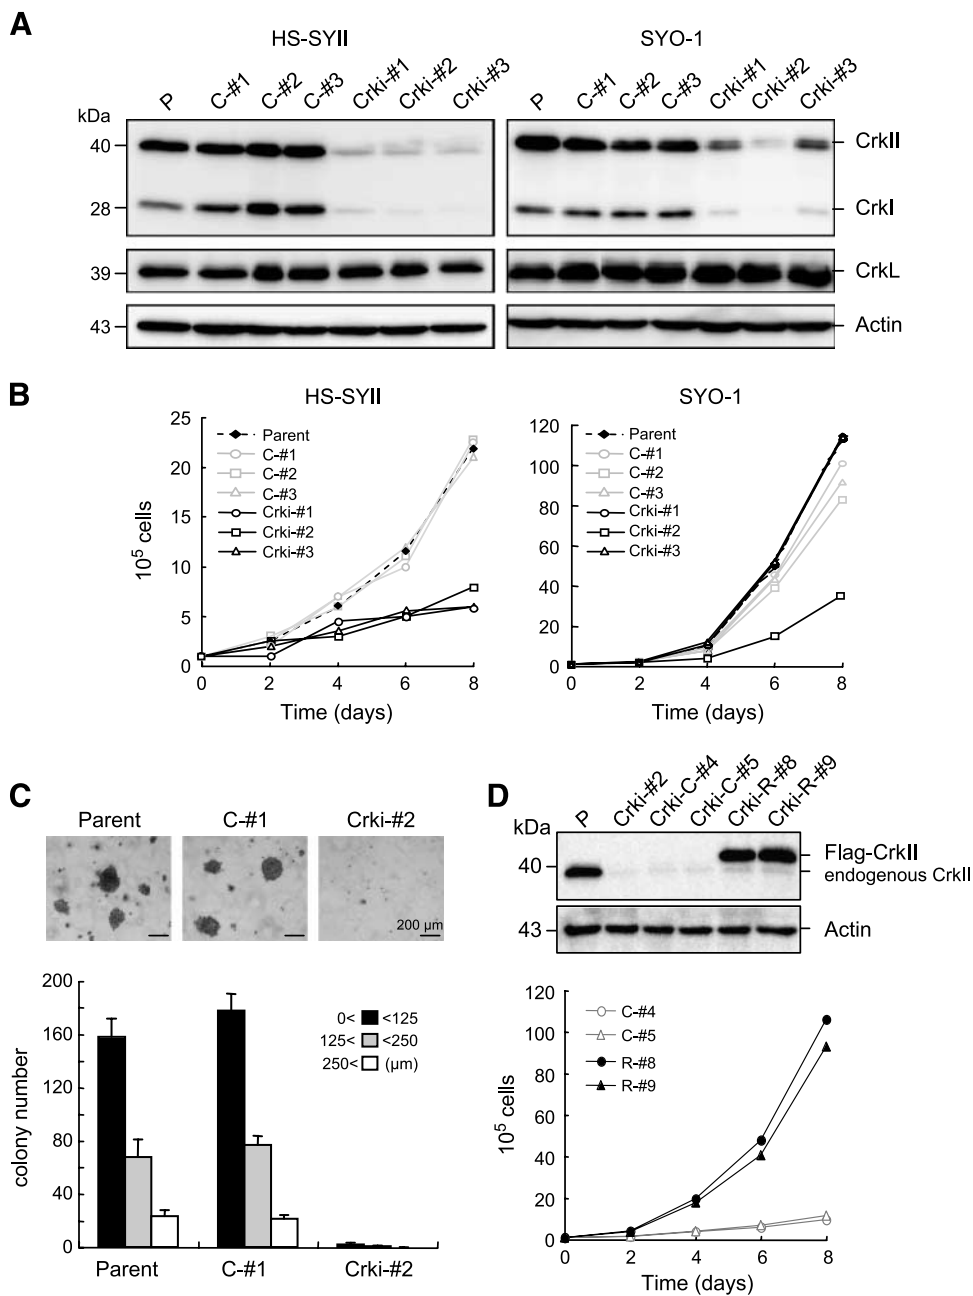 A
HS-SYII
SYO-1
P C-#1 C-#2 C-#3 Crki-#1 Crki-#2 Crki-#3
P C-#1 C-#2 C-#3 Crki-#1 Crki-#2 Crki-#3
kDa
40
CrkII
28
CrkI
39
CrkL
43
Actin
B
HS-SYII
25
20
15
10
5
0
10⁵ cells
Parent
C-#1
C-#2
C-#3
Crki-#1
Crki-#2
Crki-#3
0 2 4 6 8
Time (days)
SYO-1
120
100
80
60
40
20
0
Parent
C-#1
C-#2
C-#3
Crki-#1
Crki-#2
Crki-#3
0 2 4 6 8
Time (days)
C
Parent C-#1 Crki-#2
200 µm
200
160
120
80
40
0
colony number
0< <125
125< <250
250< (µm)
Parent C-#1 Crki-#2
D
P Crki-#2 Crki-C-#4 Crki-C-#5 Crki-R-#8 Crki-R-#9
kDa
40
Flag-CrkII
endogenous CrkII
43
Actin
120
100
80
60
40
20
0
10⁵ cells
C-#4
C-#5
R-#8
R-#9
0 2 4 6 8
Time (days)